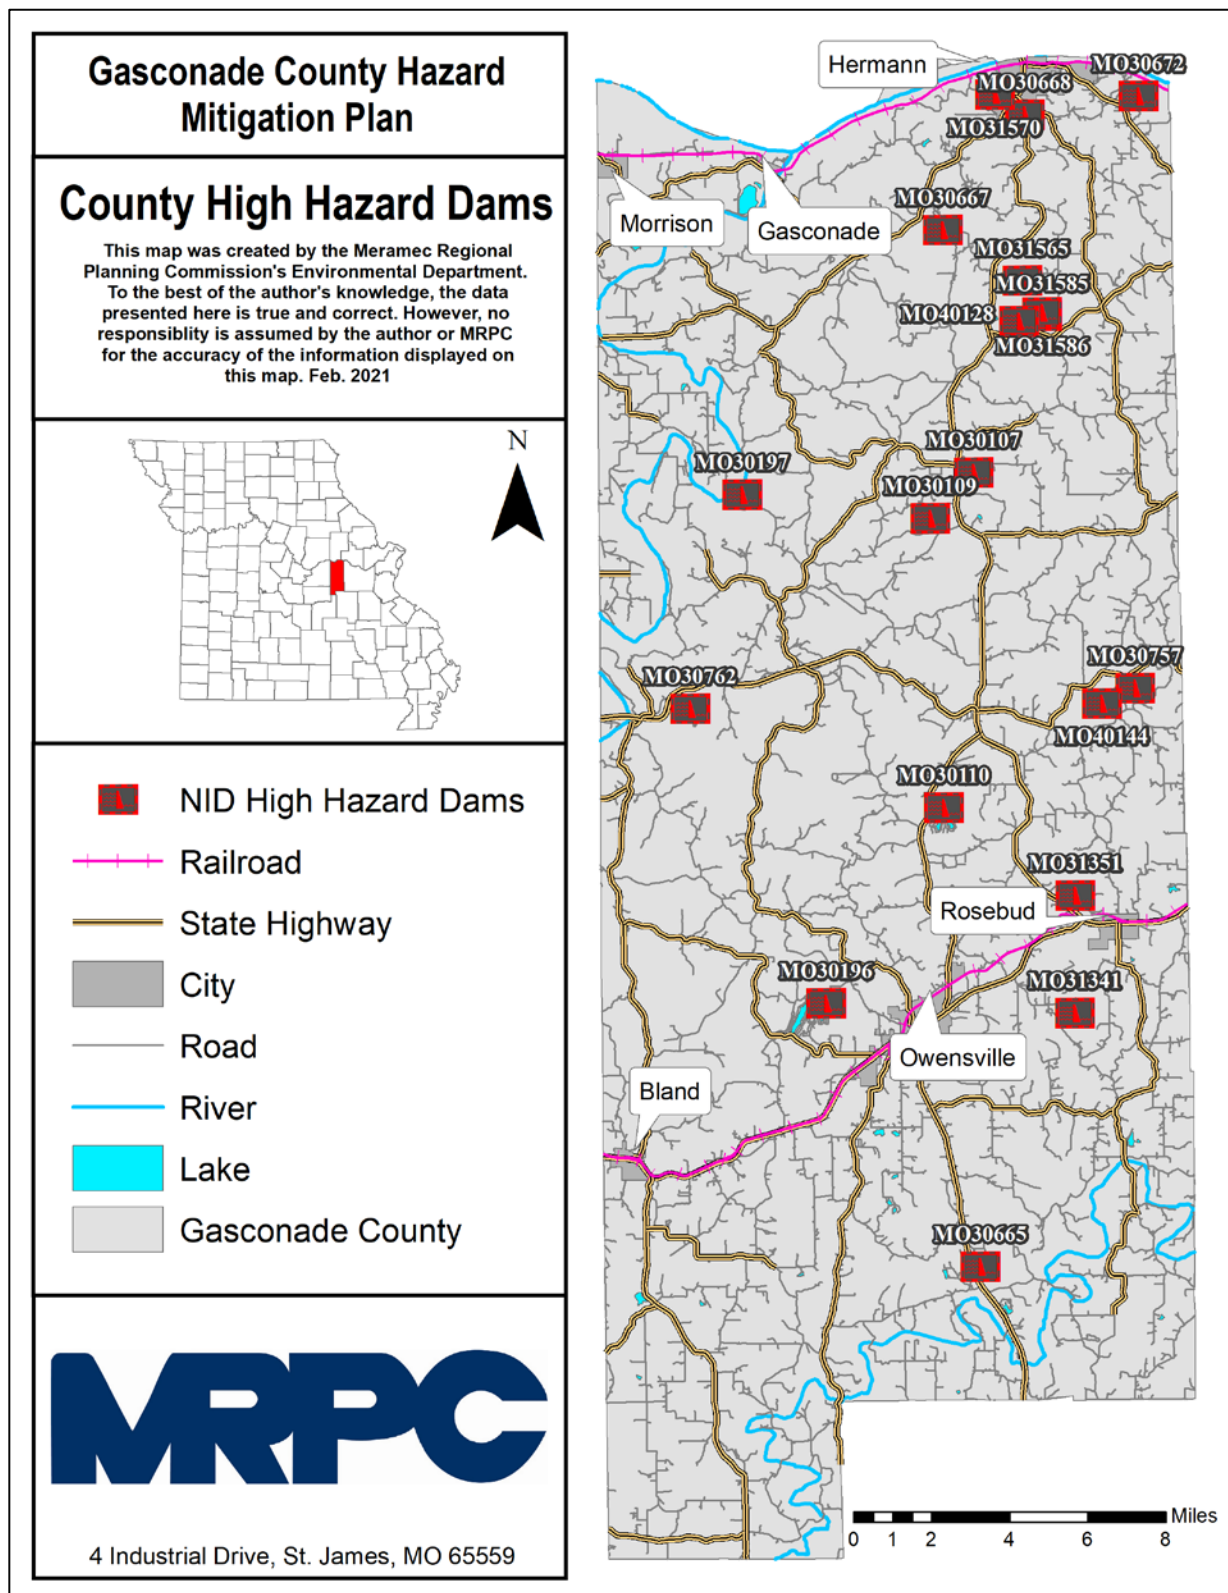 Gasconade County Hazard
Mitigation Plan
County High Hazard Dams
This map was created by the Meramec Regional
Planning Commission's Environmental Department.
To the best of the author's knowledge, the data
presented here is true and correct. However, no
responsiblity is assumed by the author or MRPC
for the accuracy of the information displayed on
this map. Feb. 2021
N
NID High Hazard Dams
Railroad
State Highway
City
Road
River
Lake
Gasconade County
MRPC
4 Industrial Drive, St. James, MO 65559
Hermann
MO30672
MO30668
MO31570
MO30667
Morrison
Gasconade
MO31565
MO31585
MO40128
MO31586
MO30107
MO30197
MO30109
MO30757
MO30762
MO40144
MO30110
MO31351
Rosebud
MO30196
MO31341
Owensville
Bland
MO30665
Miles
0 1 2 4 6 8